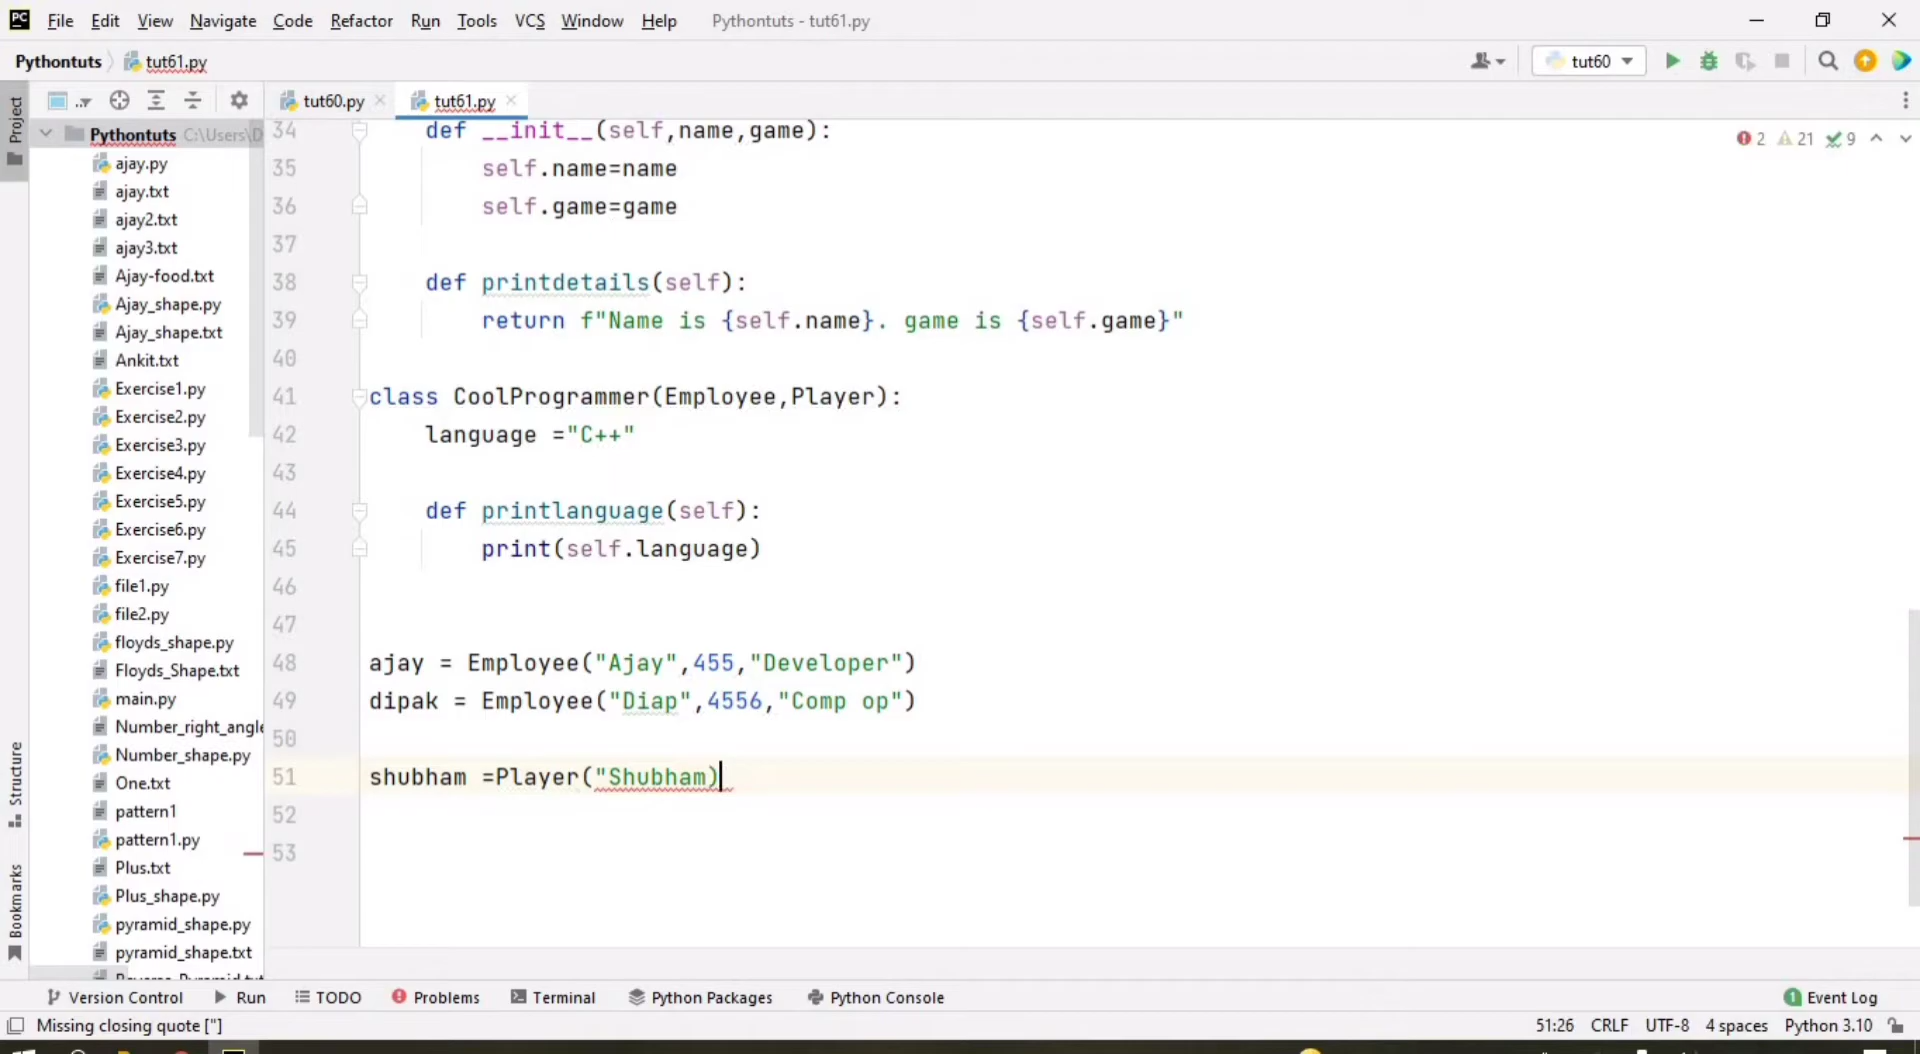 PC File Edit View Navigate Code Refactor Run Tools VCS Window Help Pythontuts - tut61.py
Pythontuts tut61.py tut60
Project tut60.py tut61.py
Pythontuts C:\Users\D
ajay.py
ajay.txt
ajay2.txt
ajay3.txt
Ajay-food.txt
Ajay_shape.py
Ajay_shape.txt
Ankit.txt
Exercise1.py
Exercise2.py
Exercise3.py
Exercise4.py
Exercise5.py
Exercise6.py
Exercise7.py
file1.py
file2.py
floyds_shape.py
Floyds_Shape.txt
main.py
Number_right_angle
Number_shape.py
One.txt
pattern1
pattern1.py
Plus.txt
Plus_shape.py
pyramid_shape.py
pyramid_shape.txt
Structure
Bookmarks
2 21 9
34 def __init__(self,name,game):
35 self.name=name
36 self.game=game
37
38 def printdetails(self):
39 return f"Name is {self.name}. game is {self.game}"
40
41 class CoolProgrammer(Employee,Player):
42 language ="C++"
43
44 def printlanguage(self):
45 print(self.language)
46
47
48 ajay = Employee("Ajay",455,"Developer")
49 dipak = Employee("Diap",4556,"Comp op")
50
51 shubham =Player("Shubham)
52
53
Version Control Run TODO Problems Terminal Python Packages Python Console 1 Event Log
Missing closing quote ["] 51:26 CRLF UTF-8 4 spaces Python 3.10